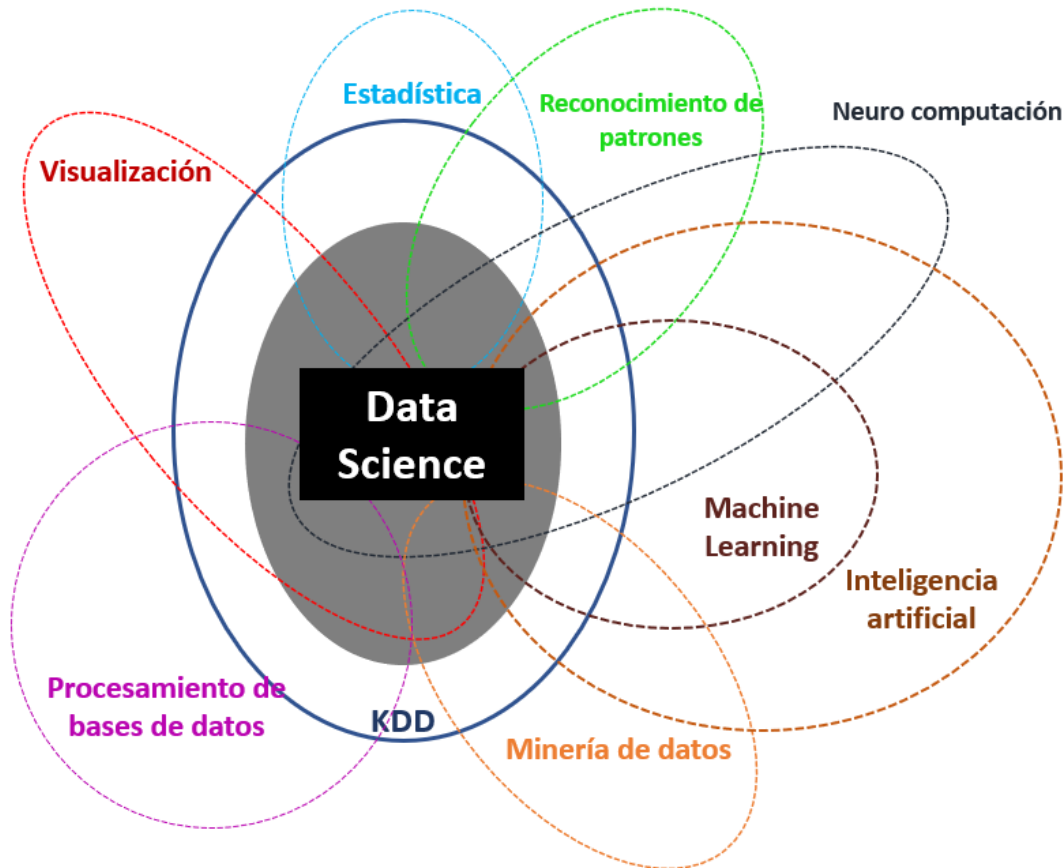 Estadística
Reconocimiento de
patrones
Neuro computación
Visualización
Data
Science
Machine
Learning
Inteligencia
artificial
Procesamiento de
bases de datos
KDD
Minería de datos